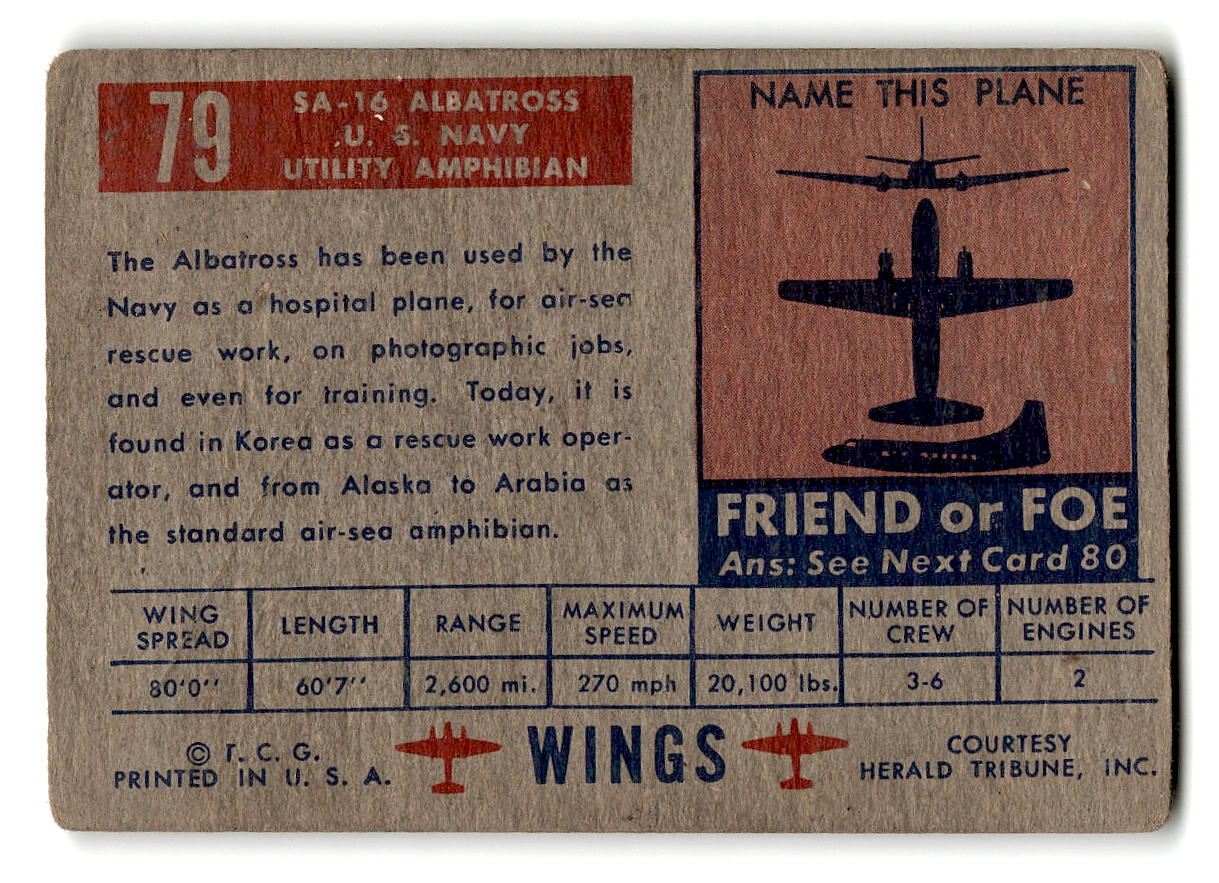 79
SA-16 ALBATROSS
U. S. NAVY
UTILITY AMPHIBIAN
The Albatross has been used by the
Navy as a hospital plane, for air-sea
rescue work, on photographic jobs,
and even for training. Today, it is
found in Korea as a rescue work oper-
ator, and from Alaska to Arabia as
the standard air-sea amphibian.
NAME THIS PLANE
FRIEND or FOE
Ans: See Next Card 80
WING SPREAD LENGTH RANGE MAXIMUM SPEED WEIGHT NUMBER OF CREW NUMBER OF ENGINES
80'0'' 60'7'' 2,600 mi. 270 mph 20,100 lbs. 3-6 2
© T. C. G.
PRINTED IN U. S. A.
WINGS
COURTESY
HERALD TRIBUNE, INC.